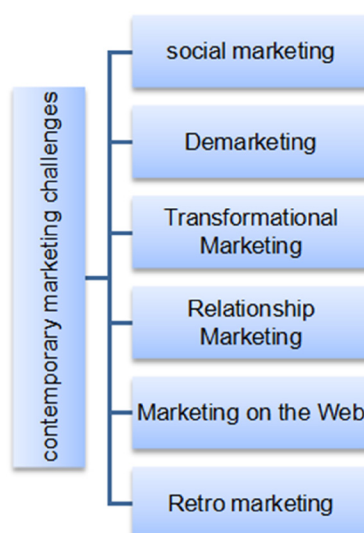 contemporary marketing challenges
social marketing
Demarketing
Transformational
Marketing
Relationship
Marketing
Marketing on the Web
Retro marketing